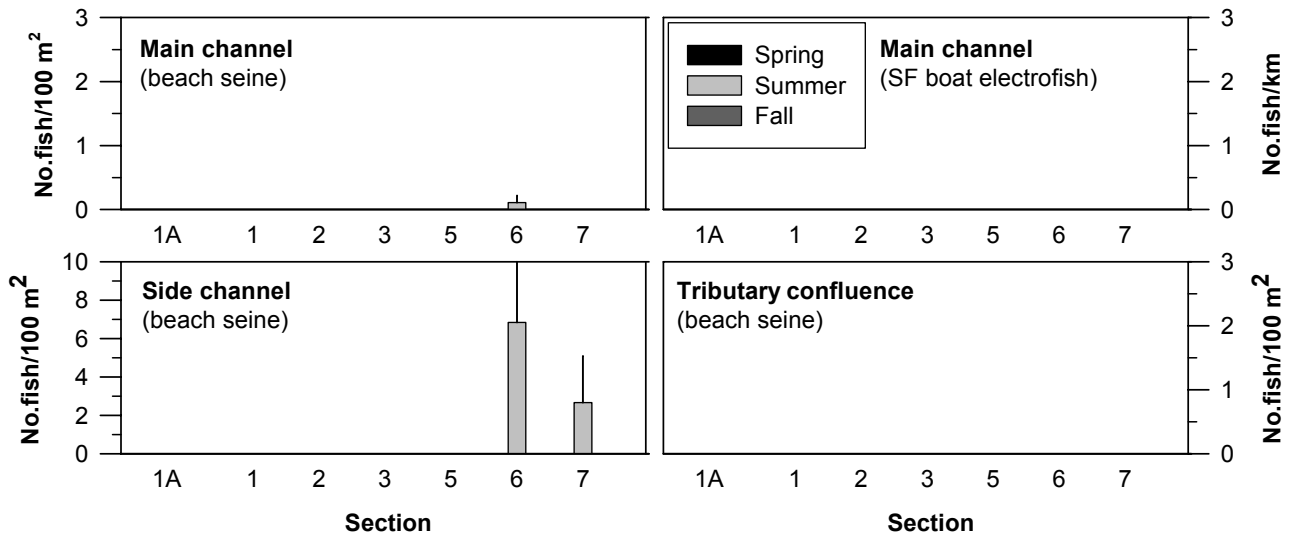 No.fish/100 m²
3
2
1
0
Main channel
(beach seine)
1A 1 2 3 5 6 7
Spring
Summer
Fall
Main channel
(SF boat electrofish)
3
2
1
0
No.fish/km
1A 1 2 3 5 6 7
No.fish/100 m²
10
8
6
4
2
0
Side channel
(beach seine)
1A 1 2 3 5 6 7
Section
Tributary confluence
(beach seine)
3
2
1
0
No.fish/100 m²
1A 1 2 3 5 6 7
Section